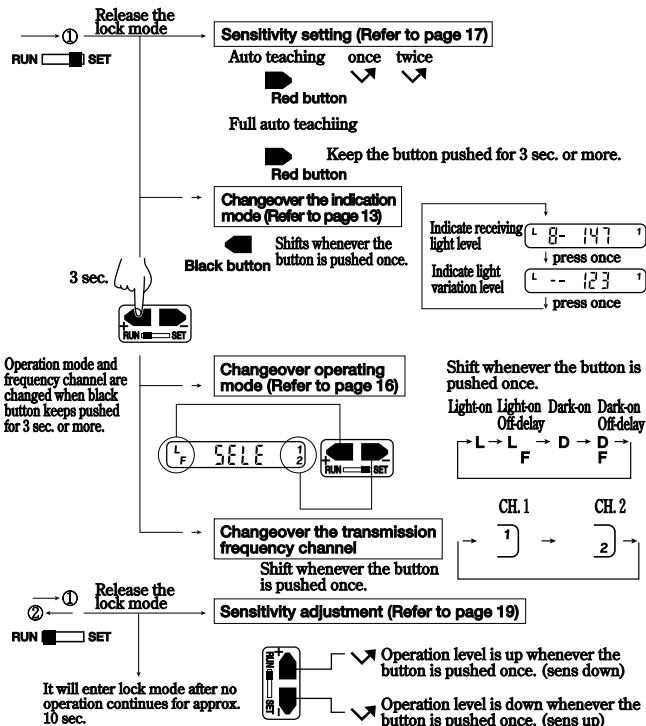 Release the
lock mode
①
RUN SET
Sensitivity setting (Refer to page 17)
Auto teaching once twice
Red button
Full auto teachiing
Keep the button pushed for 3 sec. or more.
Red button
Changeover the indication
mode (Refer to page 13)
Shifts whenever the
button is pushed once.
Black button
Indicate receiving
light level
L 8- 147 1
press once
Indicate light
variation level
L -- 123 1
press once
3 sec.
+ -
RUN SET
Operation mode and
frequency channel are
changed when black
button keeps pushed
for 3 sec. or more.
Changeover operating
mode (Refer to page 16)
L F SELE 1 2
+ -
RUN SET
Shift whenever the button is
pushed once.
Light-on Light-on Dark-on Dark-on
Off-delay Off-delay
L L D D
F F
Changeover the transmission
frequency channel
Shift whenever the button
is pushed once.
CH. 1 CH. 2
1 2
① Release the
② lock mode
RUN SET
Sensitivity adjustment (Refer to page 19)
It will enter lock mode after no
operation continues for approx.
10 sec.
+ -
RUN SET
Operation level is up whenever the
button is pushed once. (sens down)
Operation level is down whenever the
button is pushed once. (sens up)